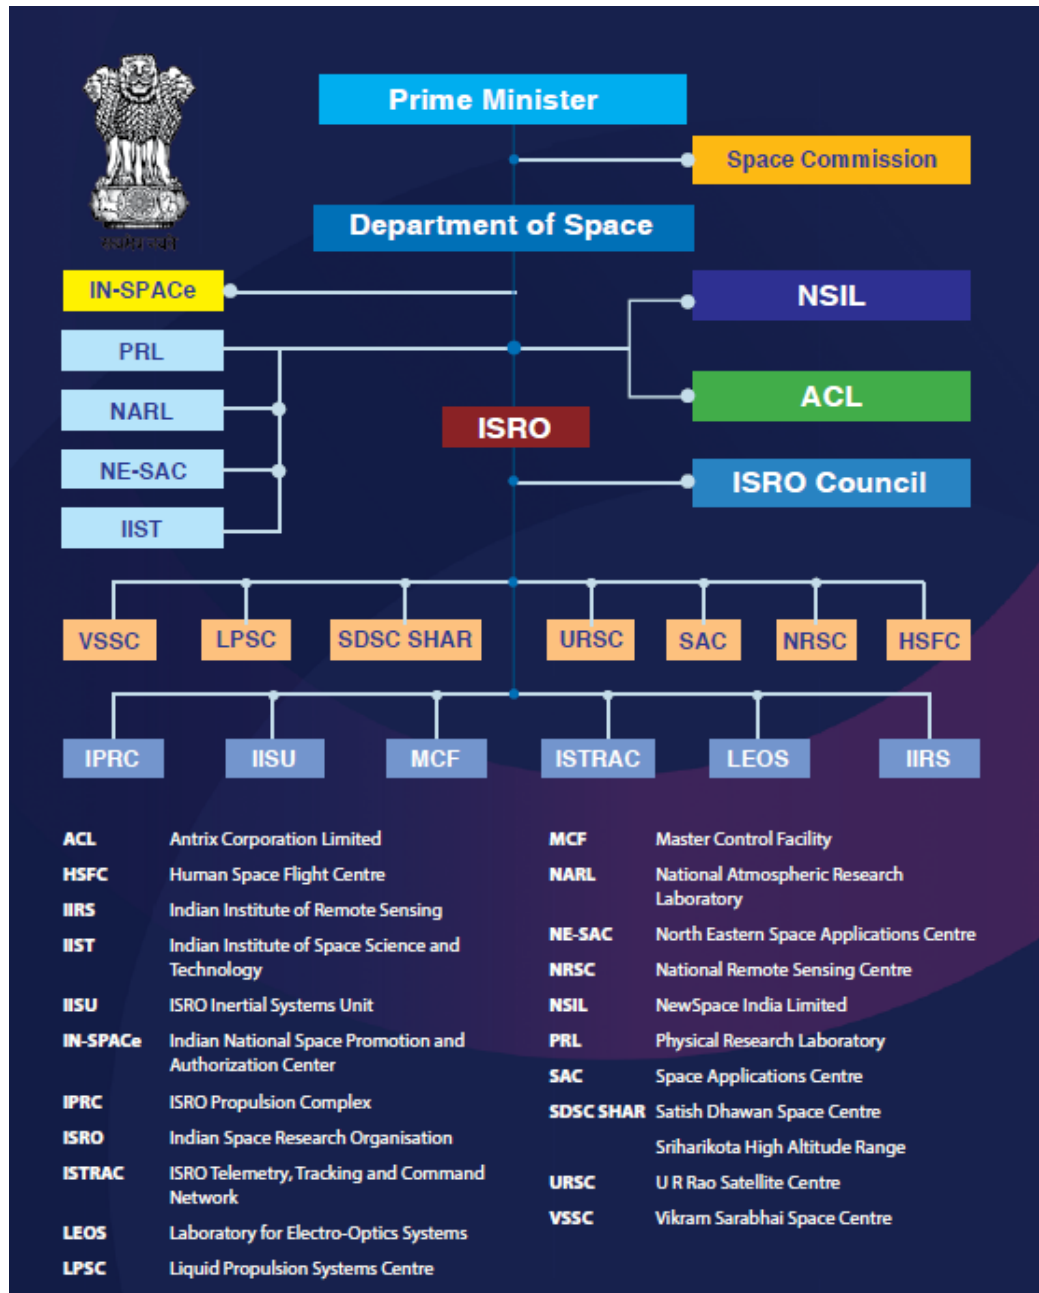 Prime Minister
Space Commission
Department of Space
IN-SPACe
NSIL
PRL
ACL
NARL
ISRO
NE-SAC
ISRO Council
IIST
VSSC
LPSC
SDSC SHAR
URSC
SAC
NRSC
HSFC
IPRC
IISU
MCF
ISTRAC
LEOS
IIRS
ACL Antrix Corporation Limited
HSFC Human Space Flight Centre
IIRS Indian Institute of Remote Sensing
IIST Indian Institute of Space Science and
Technology
IISU ISRO Inertial Systems Unit
IN-SPACe Indian National Space Promotion and
Authorization Center
IPRC ISRO Propulsion Complex
ISRO Indian Space Research Organisation
ISTRAC ISRO Telemetry, Tracking and Command
Network
LEOS Laboratory for Electro-Optics Systems
LPSC Liquid Propulsion Systems Centre
MCF Master Control Facility
NARL National Atmospheric Research
Laboratory
NE-SAC North Eastern Space Applications Centre
NRSC National Remote Sensing Centre
NSIL NewSpace India Limited
PRL Physical Research Laboratory
SAC Space Applications Centre
SDSC SHAR Satish Dhawan Space Centre
Sriharikota High Altitude Range
URSC U R Rao Satellite Centre
VSSC Vikram Sarabhai Space Centre